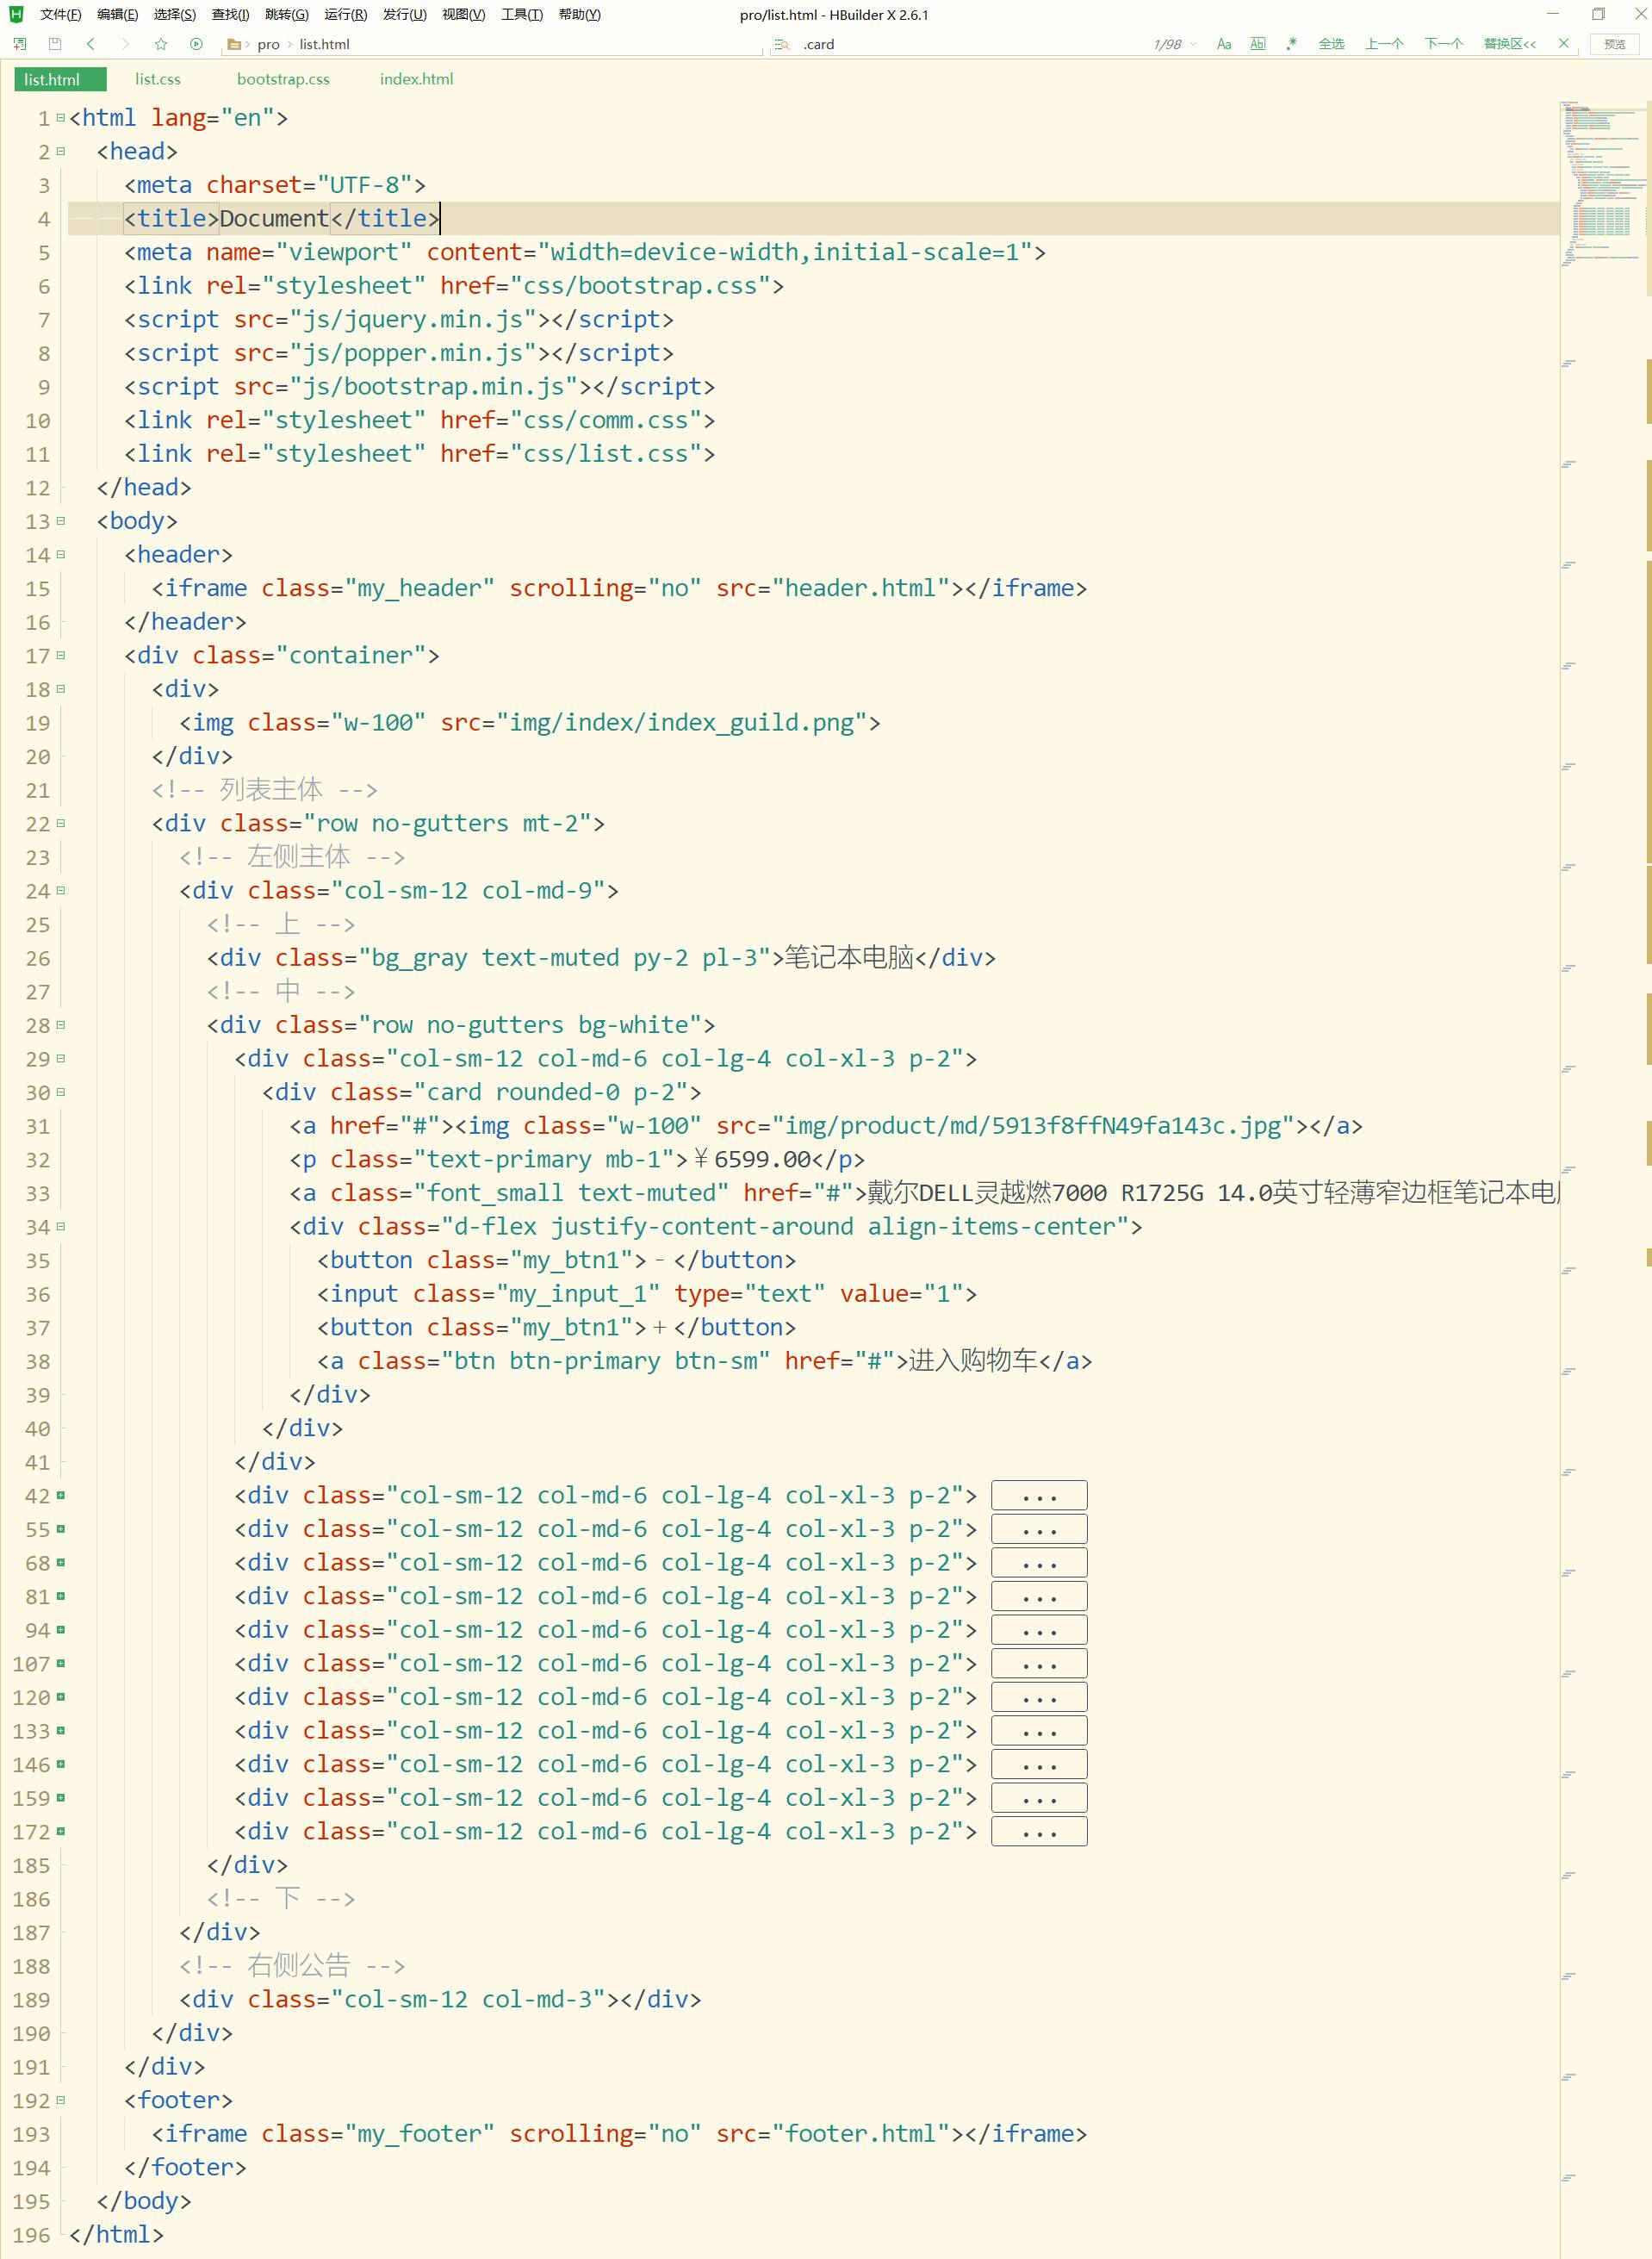 文件(F) 编辑(E) 选择(S) 查找(I) 跳转(G) 运行(R) 发行(U) 视图(V) 工具(T) 帮助(Y) pro/list.html - HBuilder X 2.6.1
pro list.html .card 1/98 Aa Abl .* 全选 上一个 下一个 替换区<< 预览
list.html list.css bootstrap.css index.html
1 <html lang="en">
2 <head>
3 <meta charset="UTF-8">
4 <title>Document</title>
5 <meta name="viewport" content="width=device-width,initial-scale=1">
6 <link rel="stylesheet" href="css/bootstrap.css">
7 <script src="js/jquery.min.js"></script>
8 <script src="js/popper.min.js"></script>
9 <script src="js/bootstrap.min.js"></script>
10 <link rel="stylesheet" href="css/comm.css">
11 <link rel="stylesheet" href="css/list.css">
12 </head>
13 <body>
14 <header>
15 <iframe class="my_header" scrolling="no" src="header.html"></iframe>
16 </header>
17 <div class="container">
18 <div>
19 <img class="w-100" src="img/index/index_guild.png">
20 </div>
21 <!-- 列表主体 -->
22 <div class="row no-gutters mt-2">
23 <!-- 左侧主体 -->
24 <div class="col-sm-12 col-md-9">
25 <!-- 上 -->
26 <div class="bg_gray text-muted py-2 pl-3">笔记本电脑</div>
27 <!-- 中 -->
28 <div class="row no-gutters bg-white">
29 <div class="col-sm-12 col-md-6 col-lg-4 col-xl-3 p-2">
30 <div class="card rounded-0 p-2">
31 <a href="#"><img class="w-100" src="img/product/md/5913f8ffN49fa143c.jpg"></a>
32 <p class="text-primary mb-1">￥6599.00</p>
33 <a class="font_small text-muted" href="#">戴尔DELL灵越燃7000 R1725G 14.0英寸轻薄窄边框笔记本电
34 <div class="d-flex justify-content-around align-items-center">
35 <button class="my_btn1">-</button>
36 <input class="my_input_1" type="text" value="1">
37 <button class="my_btn1">+</button>
38 <a class="btn btn-primary btn-sm" href="#">进入购物车</a>
39 </div>
40 </div>
41 </div>
42 <div class="col-sm-12 col-md-6 col-lg-4 col-xl-3 p-2"> ...
55 <div class="col-sm-12 col-md-6 col-lg-4 col-xl-3 p-2"> ...
68 <div class="col-sm-12 col-md-6 col-lg-4 col-xl-3 p-2"> ...
81 <div class="col-sm-12 col-md-6 col-lg-4 col-xl-3 p-2"> ...
94 <div class="col-sm-12 col-md-6 col-lg-4 col-xl-3 p-2"> ...
107 <div class="col-sm-12 col-md-6 col-lg-4 col-xl-3 p-2"> ...
120 <div class="col-sm-12 col-md-6 col-lg-4 col-xl-3 p-2"> ...
133 <div class="col-sm-12 col-md-6 col-lg-4 col-xl-3 p-2"> ...
146 <div class="col-sm-12 col-md-6 col-lg-4 col-xl-3 p-2"> ...
159 <div class="col-sm-12 col-md-6 col-lg-4 col-xl-3 p-2"> ...
172 <div class="col-sm-12 col-md-6 col-lg-4 col-xl-3 p-2"> ...
185 </div>
186 <!-- 下 -->
187 </div>
188 <!-- 右侧公告 -->
189 <div class="col-sm-12 col-md-3"></div>
190 </div>
191 </div>
192 <footer>
193 <iframe class="my_footer" scrolling="no" src="footer.html"></iframe>
194 </footer>
195 </body>
196 </html>